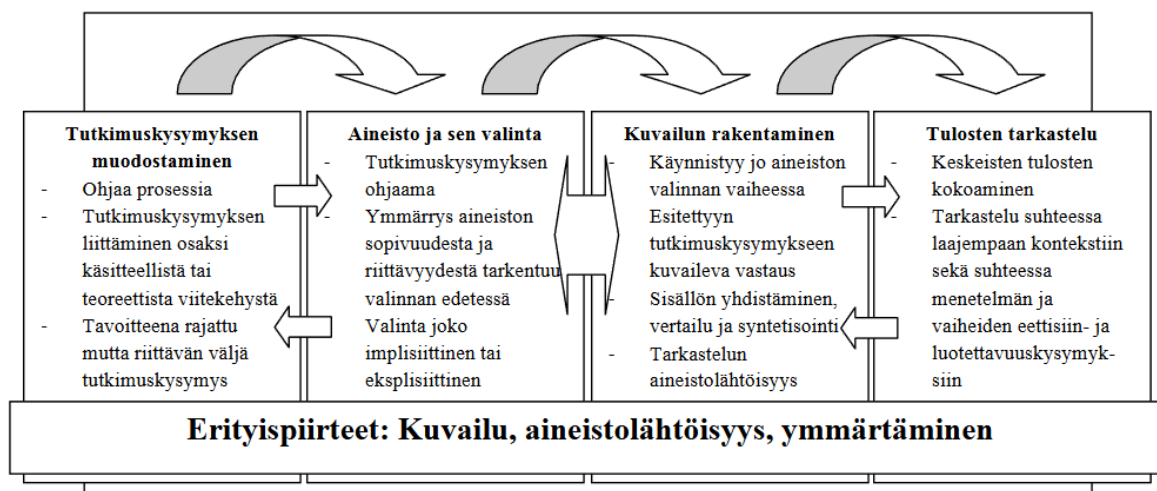 Tutkimuskysymyksen
muodostaminen
- Ohjaa prosessia
- Tutkimuskysymyksen
liittäminen osaksi
käsitteellistä tai
teoreettista viitekehystä
- Tavoitteena rajattu
mutta riittävän väljä
tutkimuskysymys
Aineisto ja sen valinta
- Tutkimuskysymyksen
ohjaama
- Ymmärrys aineiston
sopivuudesta ja
riittävyydestä tarkentuu
valinnan edetessä
- Valinta joko
implisiittinen tai
eksplisiittinen
Kuvailun rakentaminen
- Käynnistyy jo aineiston
valinnan vaiheessa
- Esitettyyn
tutkimuskysymykseen
kuvaileva vastaus
- Sisällön yhdistäminen,
vertailu ja syntetisointi
- Tarkastelun
aineistolähtöisyys
Tulosten tarkastelu
- Keskeisten tulosten
kokoaminen
- Tarkastelu suhteessa
laajempaan kontekstiin
sekä suhteessa
menetelmän ja
vaiheiden eettisiin- ja
luotettavuuskysymyk-
siin
Erityispiirteet: Kuvailu, aineistolähtöisyys, ymmärtäminen